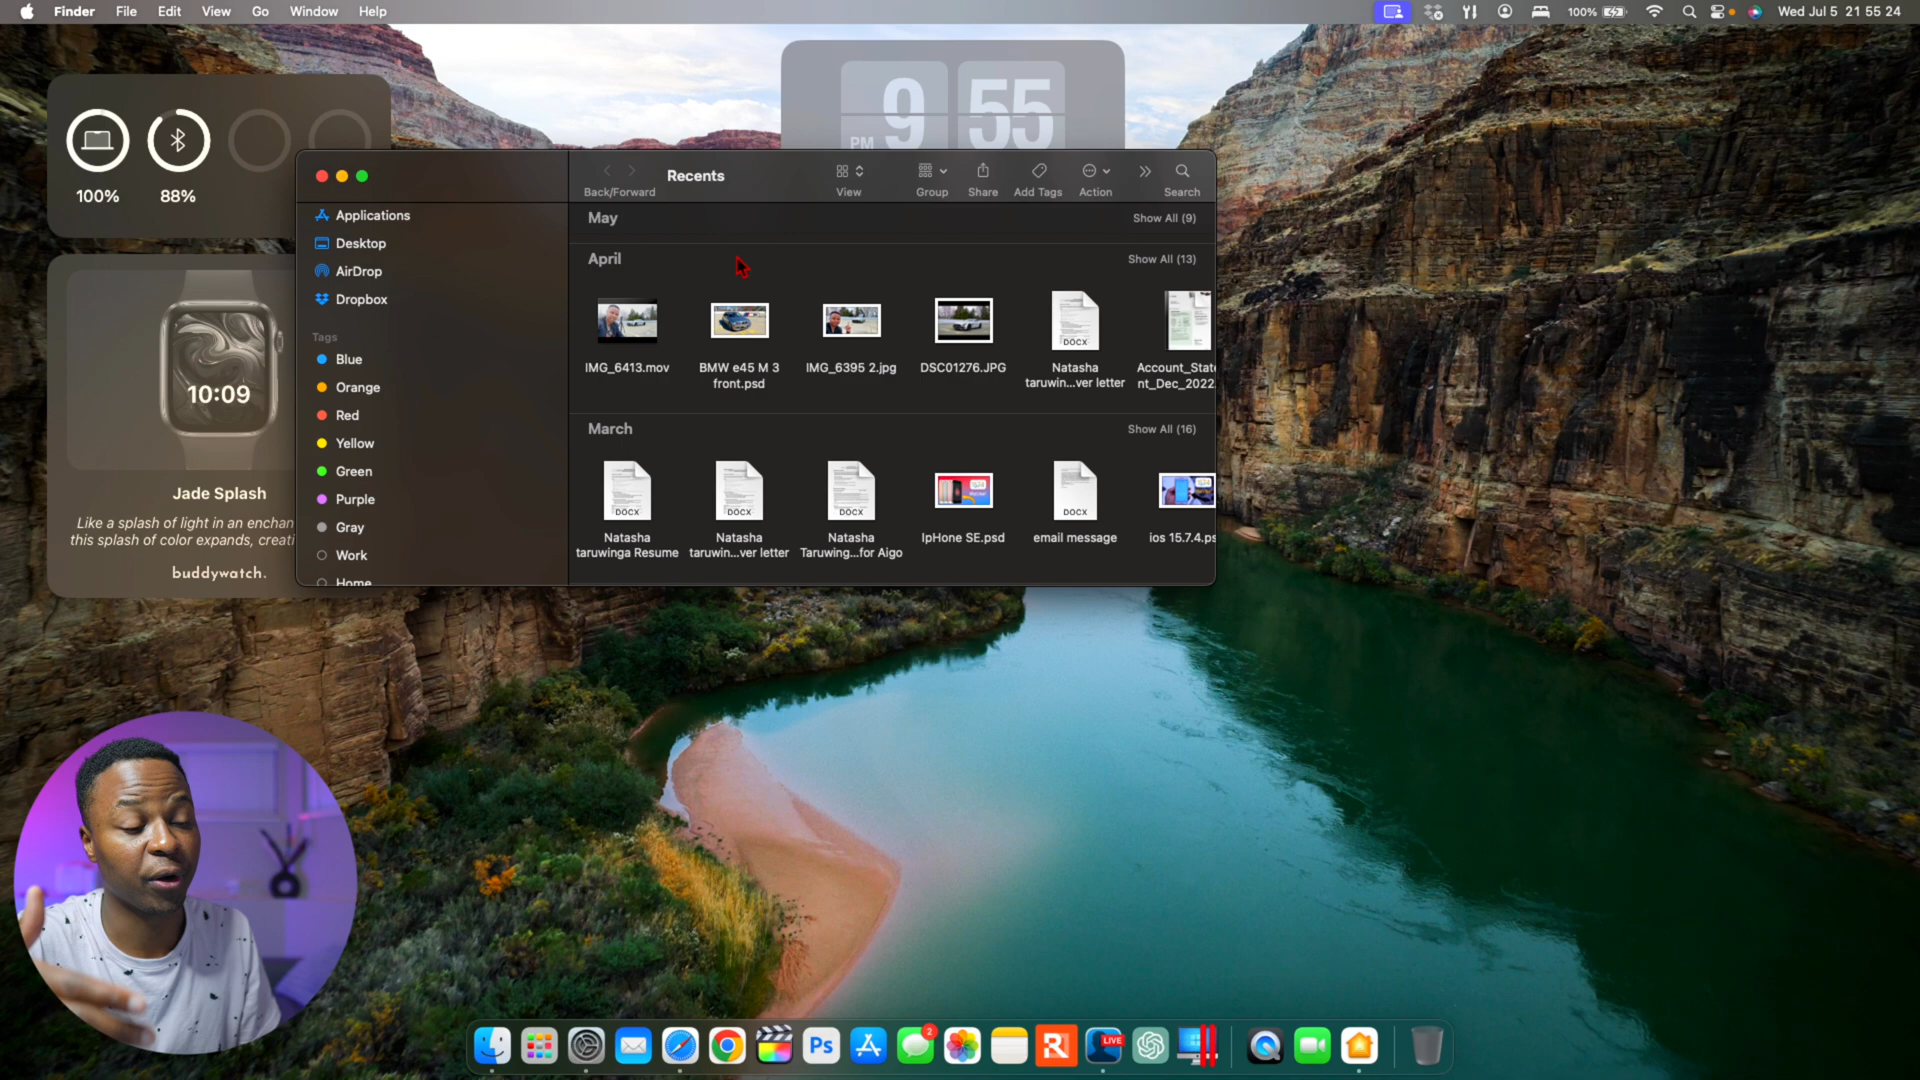 Finder File Edit View Go Window Help
100% Wed Jul 5 21 55 24
PM 9 55
100% 88%
10:09
Jade Splash
Like a splash of light in an enchan
this splash of color expands, creati
buddywatch.
Back/Forward
Recents
View
Group
Share
Add Tags
Action
Search
Applications
Desktop
AirDrop
Dropbox
Tags
Blue
Orange
Red
Yellow
Green
Purple
Gray
Work
Home
May Show All (9)
April Show All (13)
DOCX
IMG_6413.mov
BMW e45 M 3
front.psd
IMG_6395 2.jpg
DSC01276.JPG
Natasha
taruwin...ver letter
Account_State
nt_Dec_2022.
March Show All (16)
DOCX DOCX DOCX DOCX
Natasha
taruwinga Resume
Natasha
taruwin...ver letter
Natasha
Taruwing...for Aigo
IpHone SE.psd
email message
ios 15.7.4.ps
Ps
2
R
LIVE